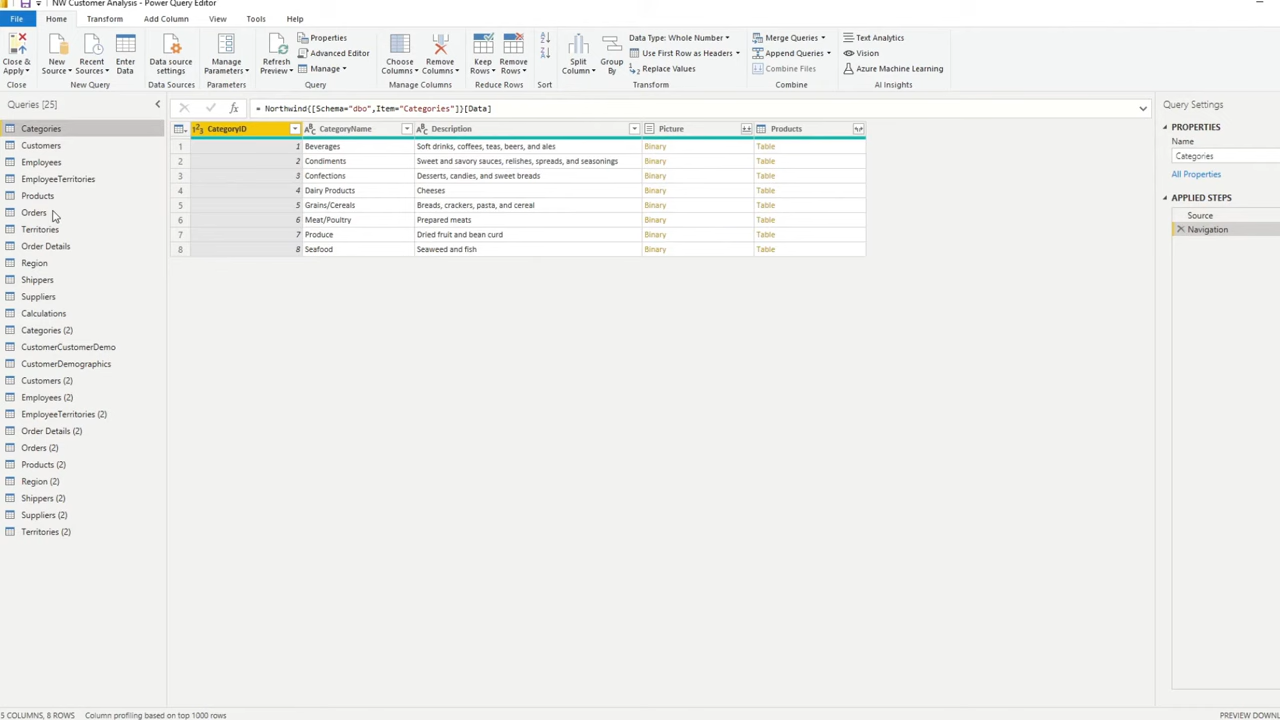 NW Customer Analysis - Power Query Editor
File Home Transform Add Column View Tools Help
Close & Apply
New Source
Recent Sources
Enter Data
Data source settings
Manage Parameters
Refresh Preview
Properties
Advanced Editor
Manage
Choose Columns
Remove Columns
Keep Rows
Remove Rows
Split Column
Group By
Data Type: Whole Number
Use First Row as Headers
Replace Values
Merge Queries
Append Queries
Combine Files
Text Analytics
Vision
Azure Machine Learning
Close New Query Data Sources Parameters Query Manage Columns Reduce Rows Sort Transform Combine AI Insights
Queries [25]
Categories
Customers
Employees
EmployeeTerritories
Products
Orders
Territories
Order Details
Region
Shippers
Suppliers
Calculations
Categories (2)
CustomerCustomerDemo
CustomerDemographics
Customers (2)
Employees (2)
EmployeeTerritories (2)
Order Details (2)
Orders (2)
Products (2)
Region (2)
Shippers (2)
Suppliers (2)
Territories (2)
= Northwind{[Schema="dbo",Item="Categories"]}[Data]
CategoryID CategoryName Description Picture Products
1 1 Beverages Soft drinks, coffees, teas, beers, and ales Binary Table
2 2 Condiments Sweet and savory sauces, relishes, spreads, and seasonings Binary Table
3 3 Confections Desserts, candies, and sweet breads Binary Table
4 4 Dairy Products Cheeses Binary Table
5 5 Grains/Cereals Breads, crackers, pasta, and cereal Binary Table
6 6 Meat/Poultry Prepared meats Binary Table
7 7 Produce Dried fruit and bean curd Binary Table
8 8 Seafood Seaweed and fish Binary Table
Query Settings
PROPERTIES
Name
Categories
All Properties
APPLIED STEPS
Source
Navigation
5 COLUMNS, 8 ROWS Column profiling based on top 1000 rows
PREVIEW DOWNL